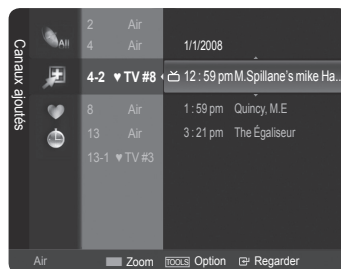 Canaux ajoutés
All
2 Air
4 Air 1/1/2008
4-2 ♥ TV #8 12 : 59 pm M.Spillane's mike Ha..
8 Air 1 : 59 pm Quincy, M.E
13 Air 3 : 21 pm The Égaliseur
13-1 ♥ TV #3
Air Zoom TOOLS Option Regarder